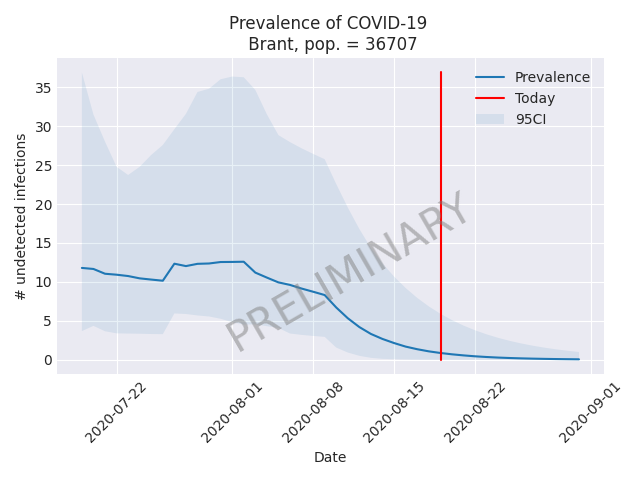 Prevalence of COVID-19
Brant, pop. = 36707
Prevalence
Today
95CI
35
30
25
20
15
10
5
0
# undetected infections
PRELIMINARY
2020-07-22
2020-08-01
2020-08-08
2020-08-15
2020-08-22
2020-09-01
Date